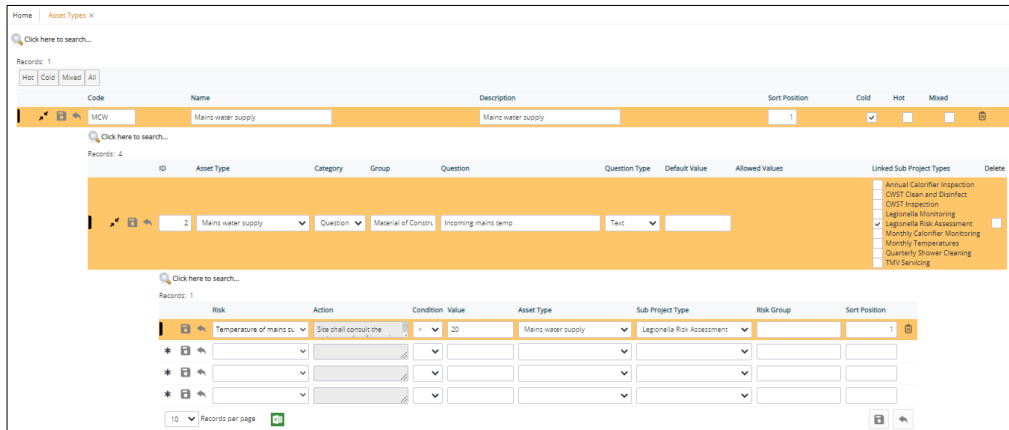 Home Asset Types ×
Click here to search...
Records: 1
Hot Cold Mixed All
Code Name Description Sort Position Cold Hot Mixed
MCW Mains water supply Mains water supply 1
Click here to search...
Records: 4
ID Asset Type Category Group Question Question Type Default Value Allowed Values Linked Sub Project Types Delete
2 Mains water supply Question Material of Constru Incoming mains temp Text
Annual Calorifier Inspection
CWST Clean and Disinfect
CWST Inspection
Legionella Monitoring
Legionella Risk Assessment
Monthly Calorifier Monitoring
Monthly Temperatures
Quarterly Shower Cleaning
TMV Servicing
Click here to search...
Records: 1
Risk Action Condition Value Asset Type Sub Project Type Risk Group Sort Position
Temperature of mains su Site shall consult the > 20 Mains water supply Legionella Risk Assessment 1
10 Records per page